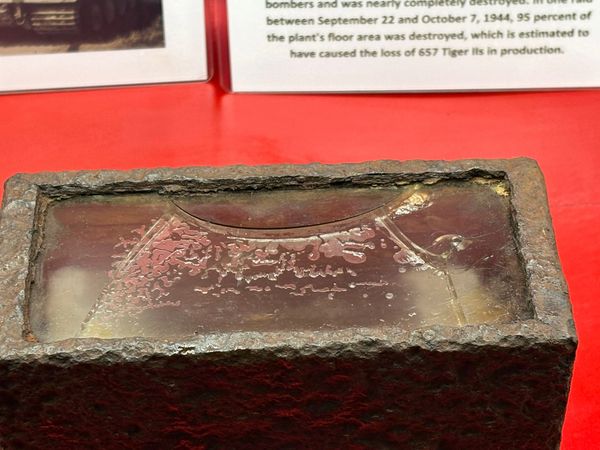 bombers and was nearly completely destroyed. In one raid
between September 22 and October 7, 1944, 95 percent of
the plant's floor area was destroyed, which is estimated to
have caused the loss of 657 Tiger IIs in production.